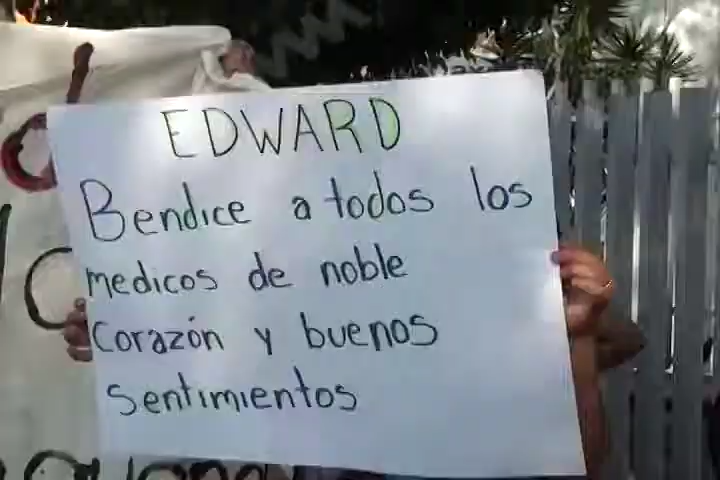 EDWARD
Bendice a todos los
medicos de noble
corazón y buenos
sentimientos